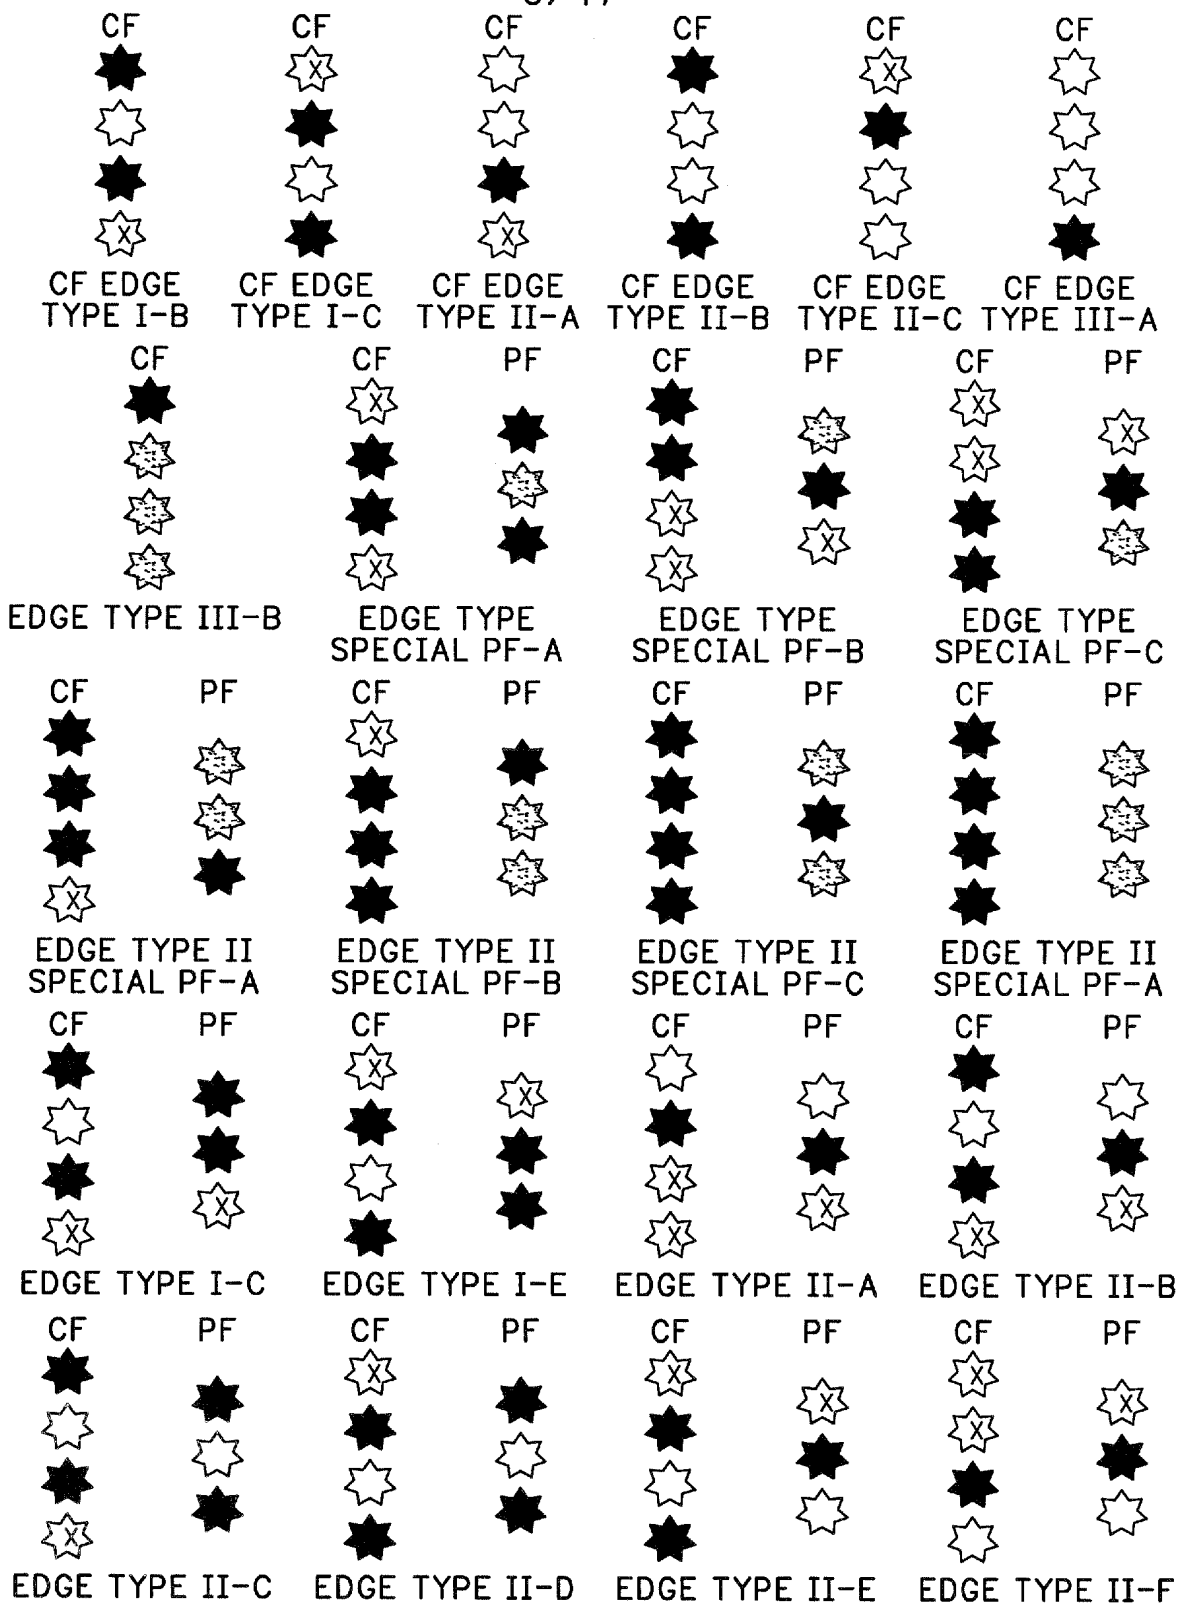 CF CF CF CF CF CF
X X
X X
CF EDGE CF EDGE CF EDGE CF EDGE CF EDGE CF EDGE
TYPE I-B TYPE I-C TYPE II-A TYPE II-B TYPE II-C TYPE III-A
CF CF PF CF PF CF PF
X X
X X
X X
X X
EDGE TYPE III-B EDGE TYPE EDGE TYPE EDGE TYPE
SPECIAL PF-A SPECIAL PF-B SPECIAL PF-C
CF PF CF PF CF PF CF PF
X
X
EDGE TYPE II EDGE TYPE II EDGE TYPE II EDGE TYPE II
SPECIAL PF-A SPECIAL PF-B SPECIAL PF-C SPECIAL PF-A
CF PF CF PF CF PF CF PF
X
X
X
X X X
X X X
EDGE TYPE I-C EDGE TYPE I-E EDGE TYPE II-A EDGE TYPE II-B
CF PF CF PF CF PF CF PF
X X X
X X
X
X
EDGE TYPE II-C EDGE TYPE II-D EDGE TYPE II-E EDGE TYPE II-F